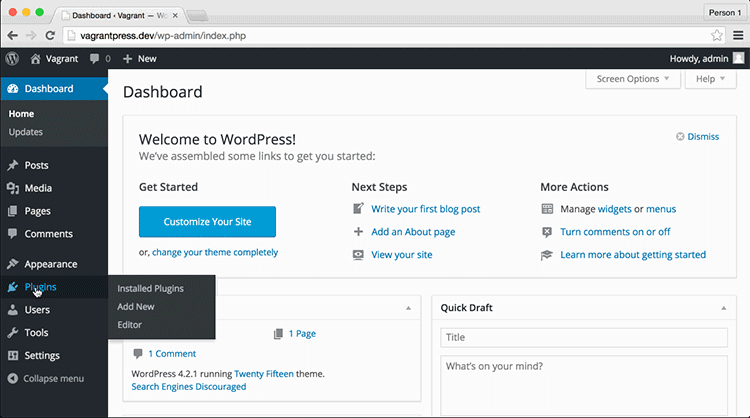 Person 1
Dashboard ‹ Vagrant — Wo
vagrantpress.dev/wp-admin/index.php
Vagrant 0 New Howdy, admin
Dashboard
Home
Updates
Posts
Media
Pages
Comments
Appearance
Plugins
Users
Tools
Settings
Collapse menu
Installed Plugins
Add New
Editor
Screen Options Help
Dashboard
Welcome to WordPress! Dismiss
We've assembled some links to get you started:
Get Started
Customize Your Site
or, change your theme completely
Next Steps
Write your first blog post
Add an About page
View your site
More Actions
Manage widgets or menus
Turn comments on or off
Learn more about getting started
1 Page
1 Comment
WordPress 4.2.1 running Twenty Fifteen theme.
Search Engines Discouraged
Quick Draft
Title
What's on your mind?